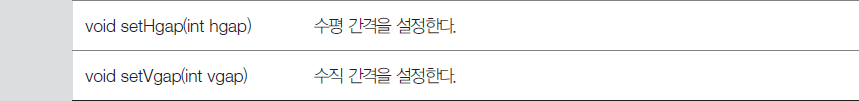 void setHgap(int hgap) 수평 간격을 설정한다.
void setVgap(int vgap) 수직 간격을 설정한다.